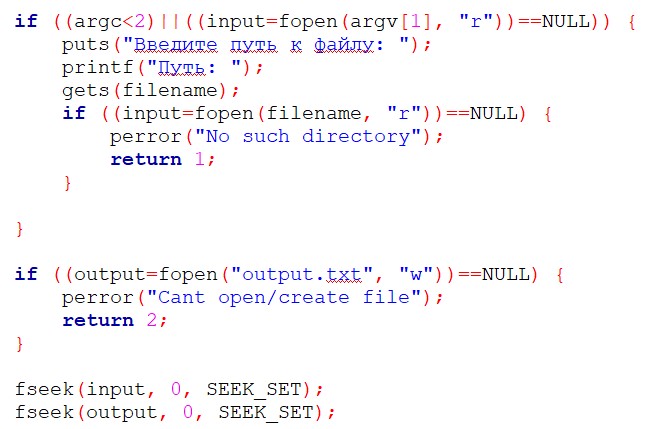 if ((argc<2)||((input=fopen(argv[1], "r"))==NULL)) {
    puts("Введите путь к файлу: ");
    printf("Путь: ");
    gets(filename);
    if ((input=fopen(filename, "r"))==NULL) {
        perror("No such directory");
        return 1;
    }

}

if ((output=fopen("output.txt", "w"))==NULL) {
    perror("Cant open/create file");
    return 2;
}

fseek(input, 0, SEEK_SET);
fseek(output, 0, SEEK_SET);